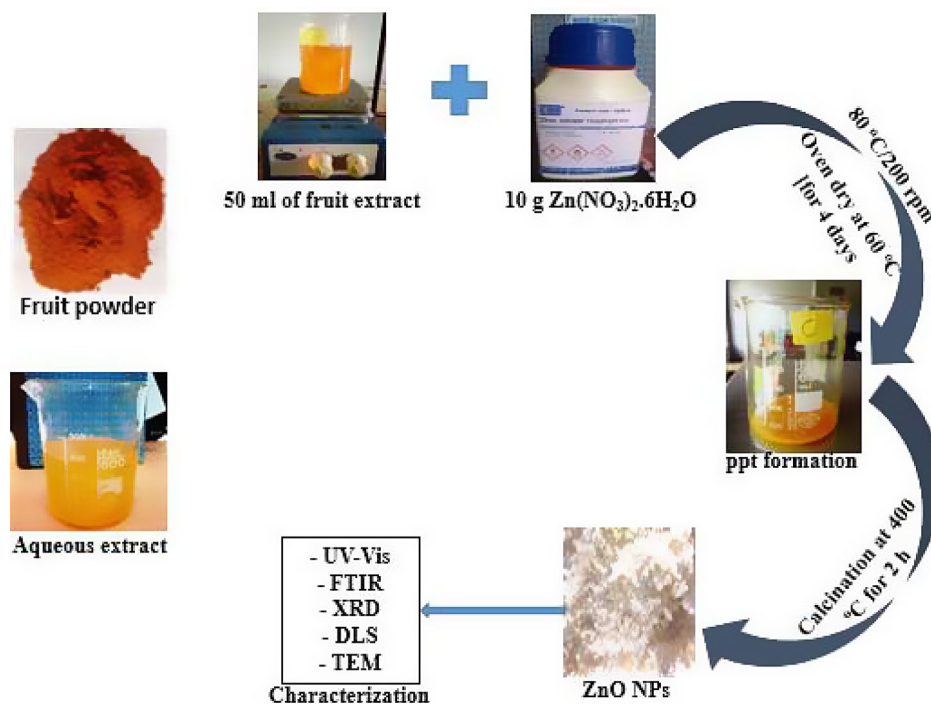 50 ml of fruit extract
10 g Zn(NO₃)₂.6H₂O
80 °C/200 rpm
Oven dry at 60 °C
|for 4 days
Fruit powder
ppt formation
Aqueous extract
Calcination at 400
°C for 2 h
ZnO NPs
- UV-Vis
- FTIR
- XRD
- DLS
- TEM
Characterization